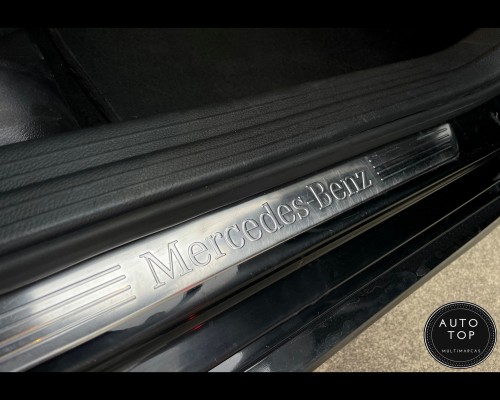 Mercedes-Benz
AUTO
TOP
MULTIMARCAS